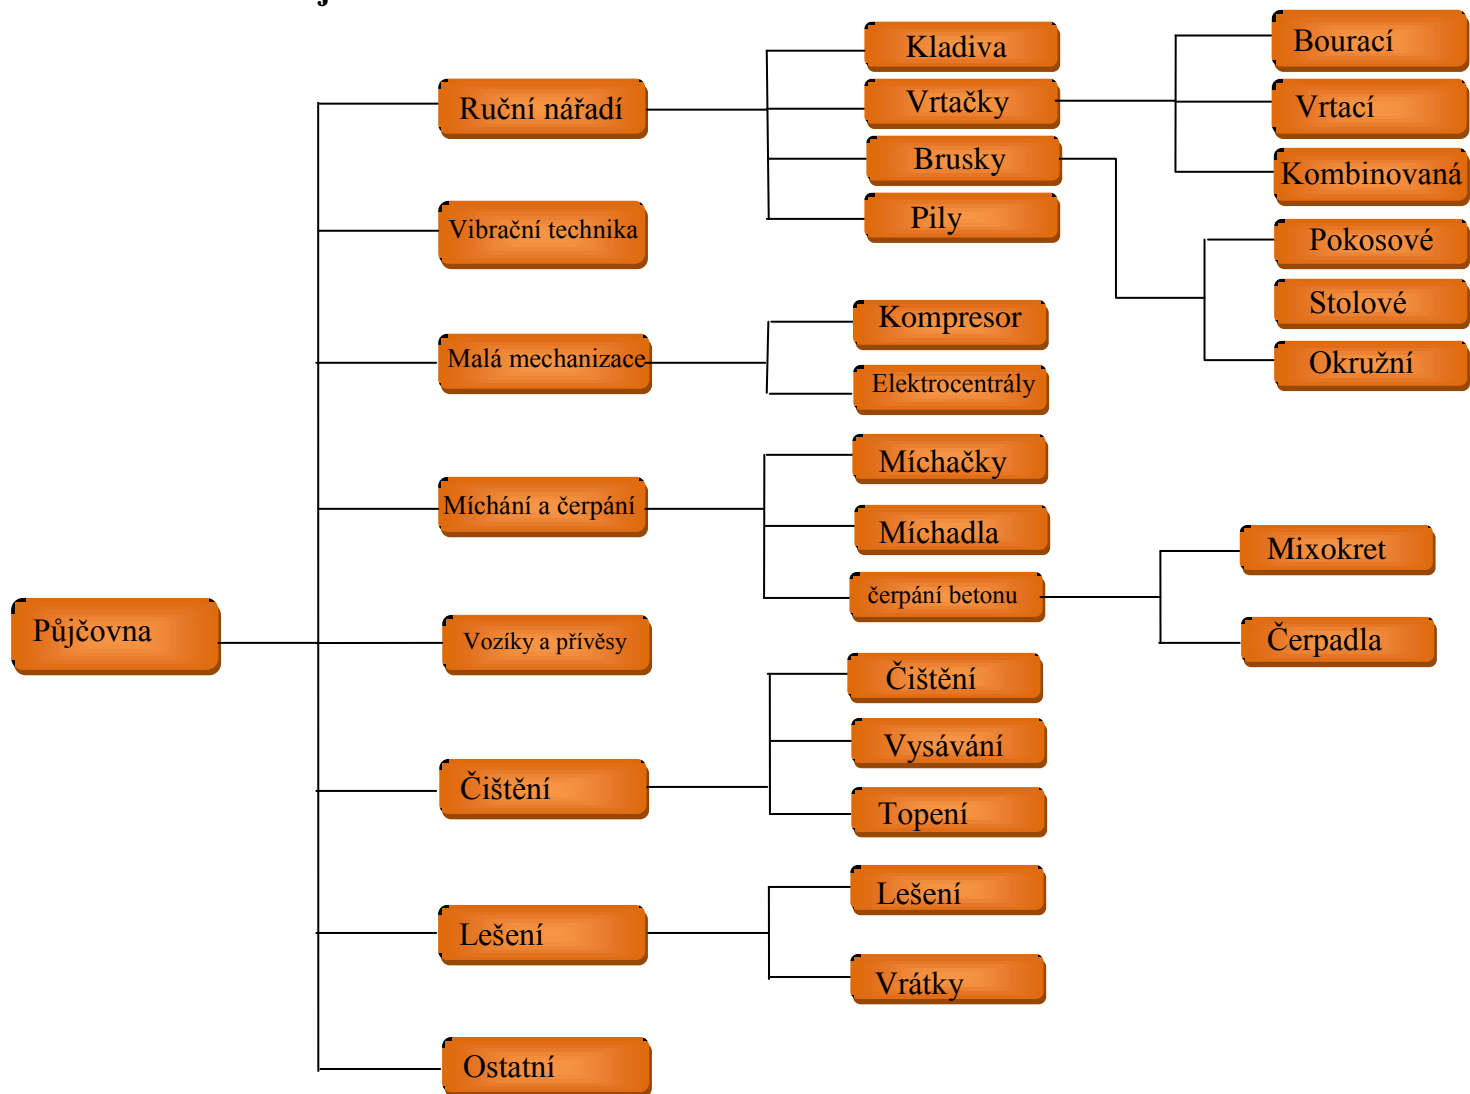 Půjčovna
Ruční nářadí
Vibrační technika
Malá mechanizace
Míchání a čerpání
Vozíky a přívěsy
Čištění
Lešení
Ostatní
Kladiva
Vrtačky
Brusky
Pily
Kompresor
Elektrocentrály
Míchačky
Míchadla
čerpání betonu
Čištění
Vysávání
Topení
Lešení
Vrátky
Bourací
Vrtací
Kombinovaná
Pokosové
Stolové
Okružní
Mixokret
Čerpadla